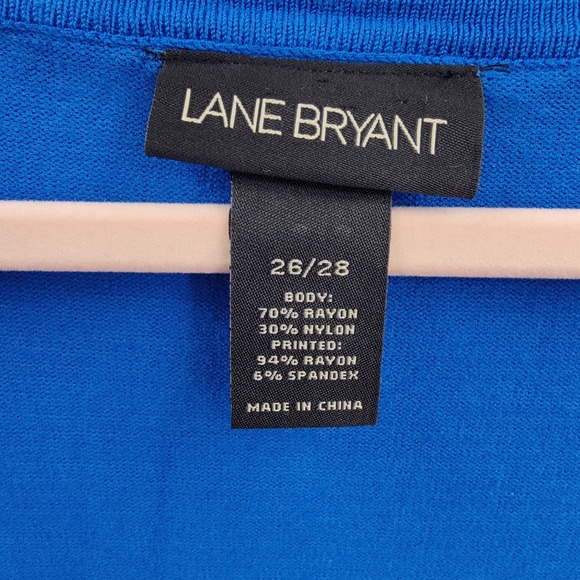 LANE BRYANT
26/28
BODY:
70% RAYON
30% NYLON
PRINTED:
94% RAYON
6% SPANDEX
MADE IN CHINA